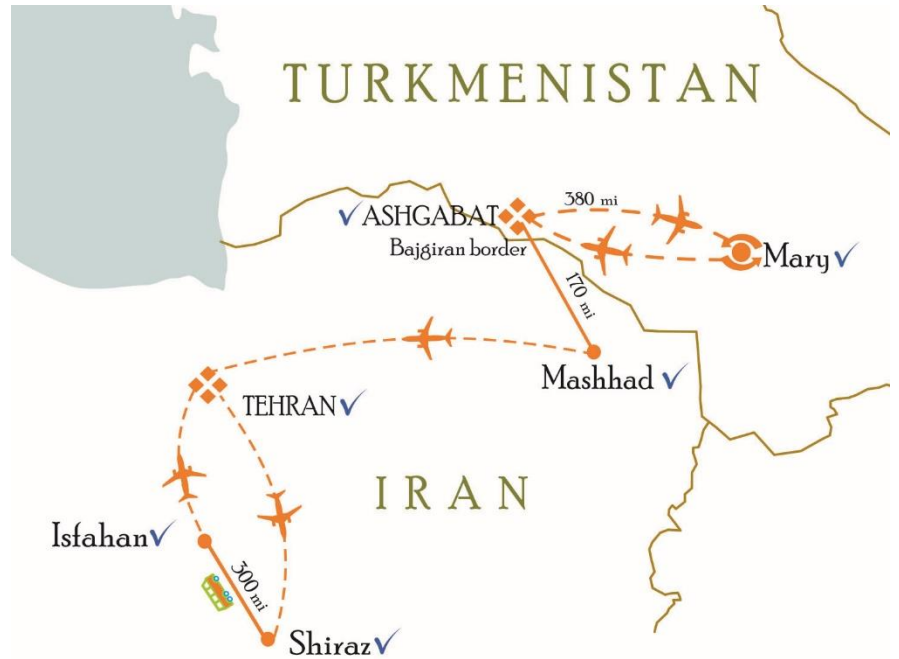 TURKMENISTAN
380 mi
ASHGABAT
Bajgiran border
Mary
170 mi
Mashhad
TEHRAN
IRAN
Isfahan
300 mi
Shiraz